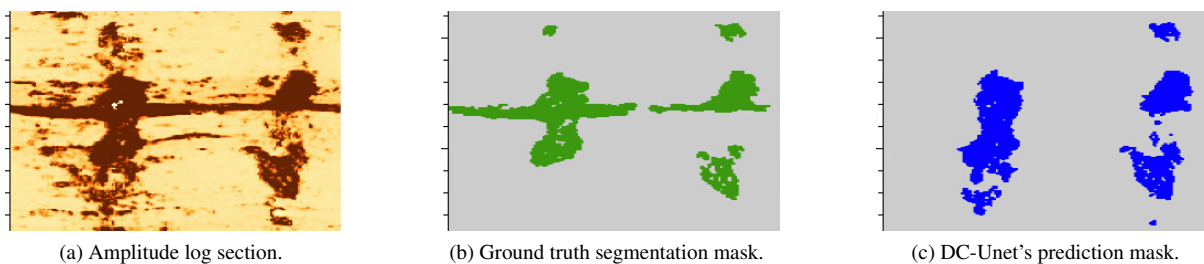 (a) Amplitude log section.
(b) Ground truth segmentation mask.
(c) DC-Unet's prediction mask.